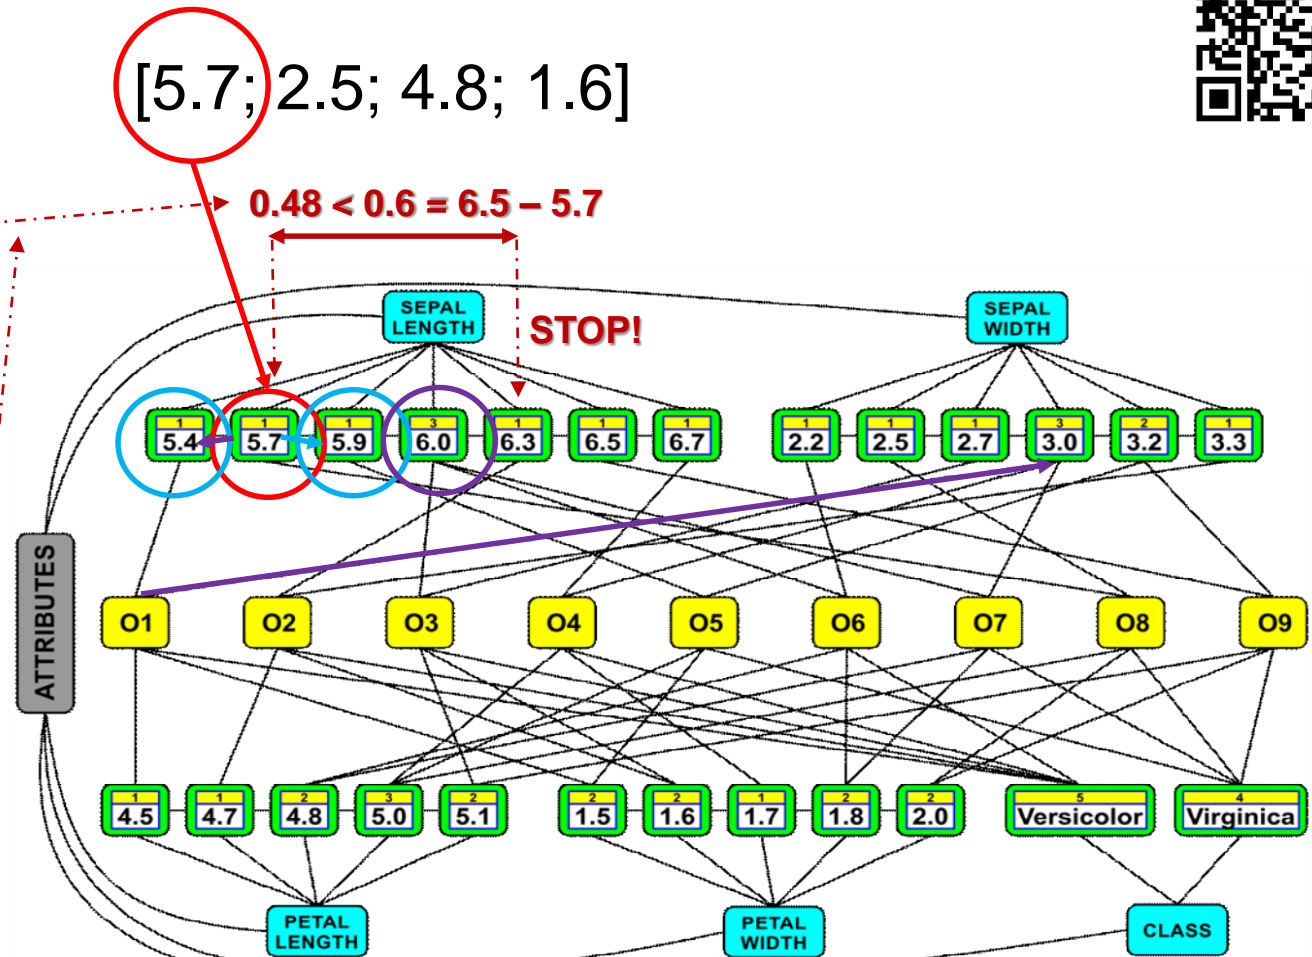 [5.7; 2.5; 4.8; 1.6]
0.48 < 0.6 = 6.5 – 5.7
SEPAL
LENGTH
SEPAL
WIDTH
STOP!
1 1 1 3 1 1 1 1 1 1 3 2 1
5.4 5.7 5.9 6.0 6.3 6.5 6.7 2.2 2.5 2.7 3.0 3.2 3.3
ATTRIBUTES
O1 O2 O3 O4 O5 O6 O7 O8 O9
1 1 2 3 2 2 2 1 2 2 5 4
4.5 4.7 4.8 5.0 5.1 1.5 1.6 1.7 1.8 2.0 Versicolor Virginica
PETAL
LENGTH
PETAL
WIDTH
CLASS